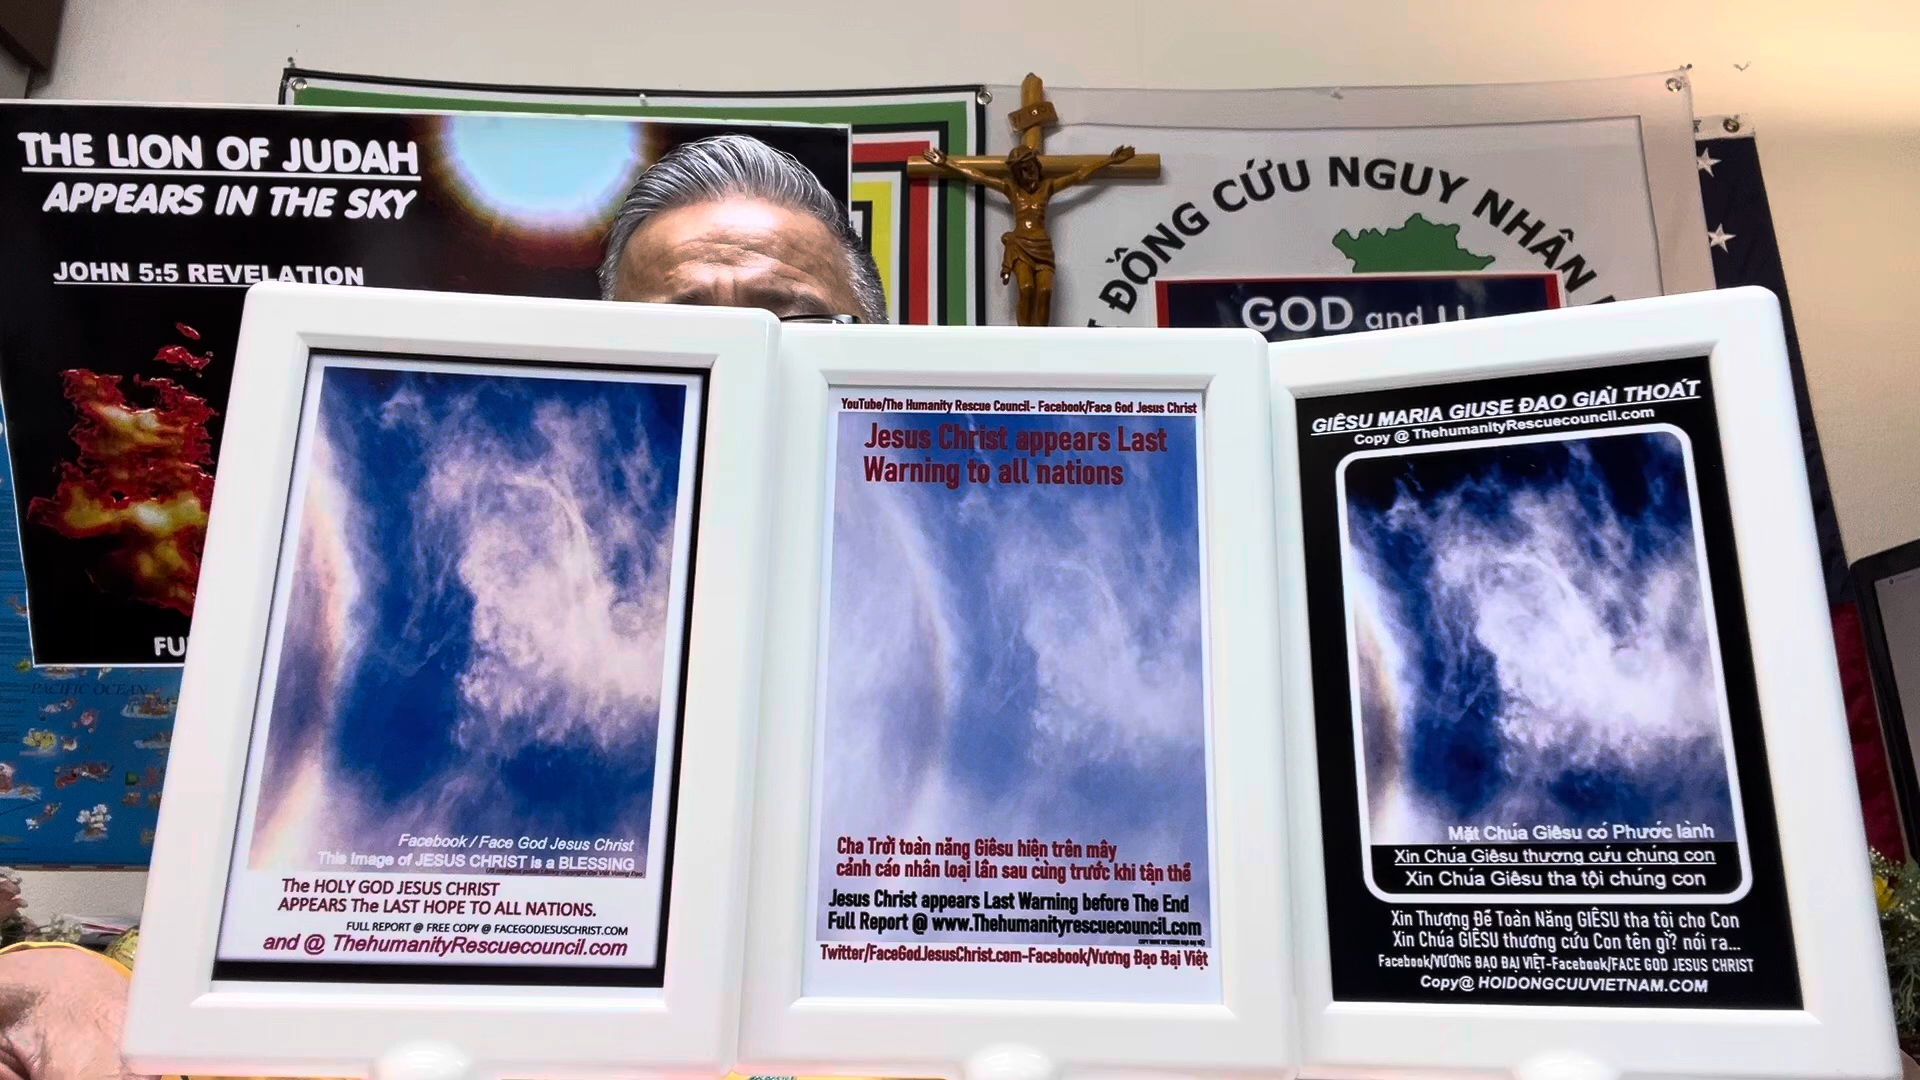 THE LION OF JUDAH
APPEARS IN THE SKY
JOHN 5:5 REVELATION
FU
PACIFIC OCEAN
ĐỒNG CỨU NGUY NHÂN
GOD and U
Facebook / Face God Jesus Christ
This Image of JESUS CHRIST is a BLESSING
The HOLY GOD JESUS CHRIST
APPEARS The LAST HOPE TO ALL NATIONS.
FULL REPORT @ FREE COPY @ FACEGODJESUSCHRIST.COM
and @ ThehumanityRescuecouncil.com
YouTube/The Humanity Rescue Council- Facebook/Face God Jesus Christ
Jesus Christ appears Last
Warning to all nations
Cha Trời toàn năng Giêsu hiện trên mây
cảnh cáo nhân loại lần sau cùng trước khi tận thế
Jesus Christ appears Last Warning before The End
Full Report @ www.Thehumanityrescuecouncil.com
Twitter/FaceGodJesusChrist.com-Facebook/Vương Đạo Đại Việt
GIÊSU MARIA GIUSE ĐẠO GIẢI THOÁT
Copy @ ThehumanityRescuecouncil.com
Mặt Chúa Giêsu có Phước lành
Xin Chúa Giêsu thương cứu chúng con
Xin Chúa Giêsu tha tội chúng con
Xin Thượng Đế Toàn Năng GIÊSU tha tội cho Con
Xin Chúa GIÊSU thương cứu Con tên gì? nói ra...
Facebook/VƯƠNG ĐẠO ĐẠI VIỆT-Facebook/FACE GOD JESUS CHRIST
Copy@ HOIDONGCUUVIETNAM.COM